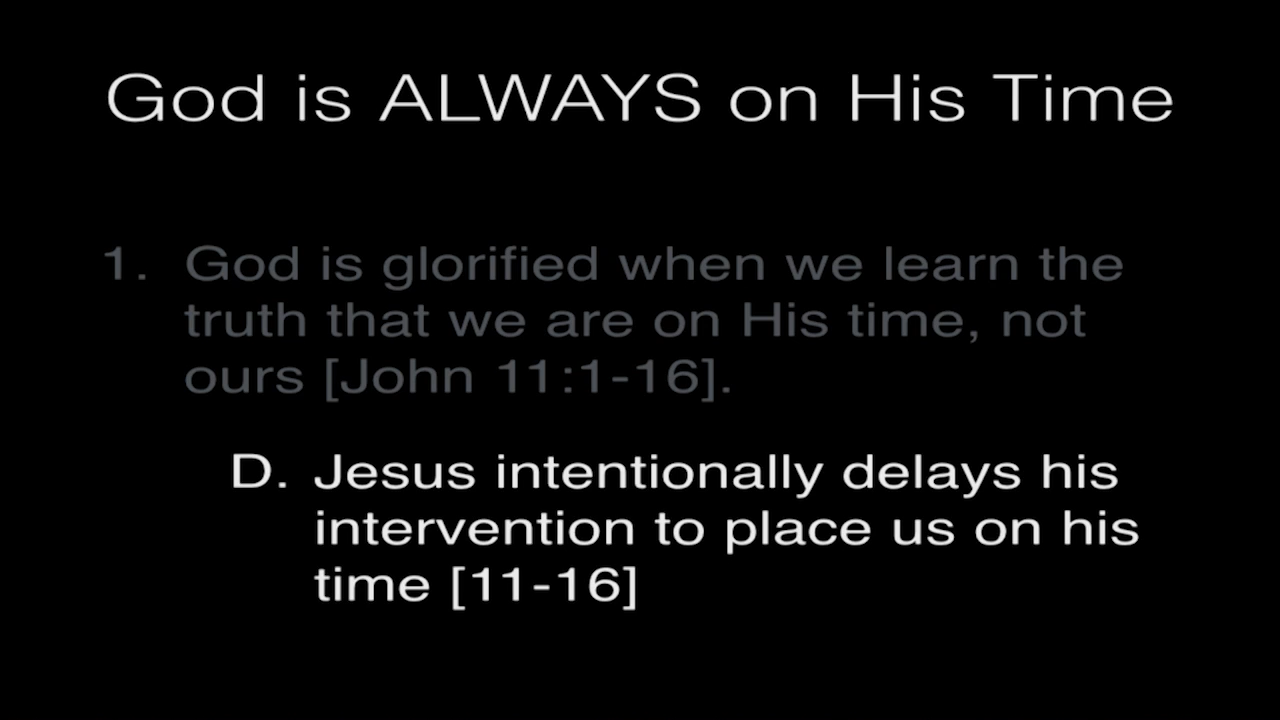 God is ALWAYS on His Time
1. God is glorified when we learn the
truth that we are on His time, not
ours [John 11:1-16].
D. Jesus intentionally delays his
intervention to place us on his
time [11-16]